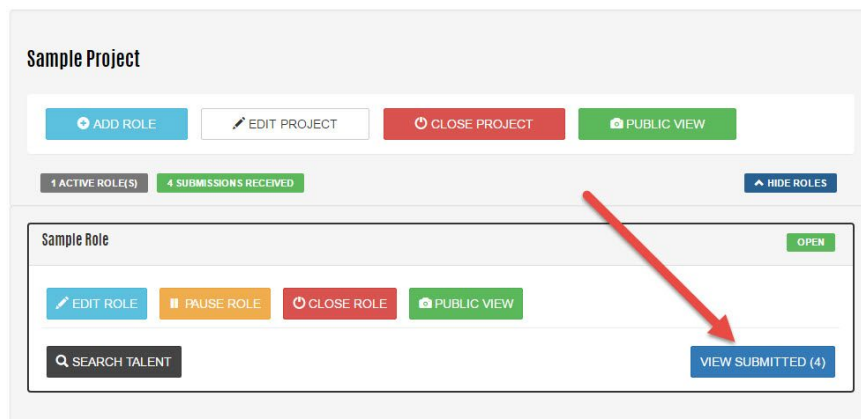 Sample Project
ADD ROLE EDIT PROJECT CLOSE PROJECT PUBLIC VIEW
1 ACTIVE ROLE(S) 4 SUBMISSIONS RECEIVED HIDE ROLES
Sample Role OPEN
EDIT ROLE PAUSE ROLE CLOSE ROLE PUBLIC VIEW
SEARCH TALENT VIEW SUBMITTED (4)